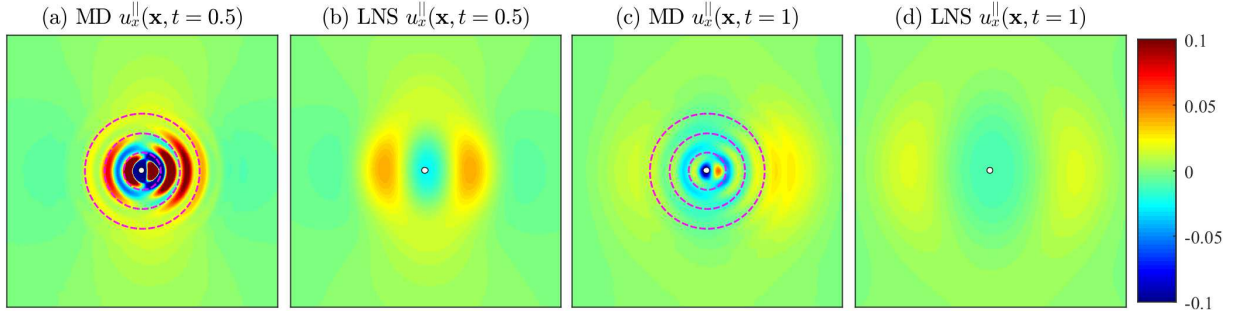 (a) MD $u_x^{||}(\mathbf{x}, t = 0.5)$
(b) LNS $u_x^{||}(\mathbf{x}, t = 0.5)$
(c) MD $u_x^{||}(\mathbf{x}, t = 1)$
(d) LNS $u_x^{||}(\mathbf{x}, t = 1)$
0.1
0.05
0
-0.05
-0.1